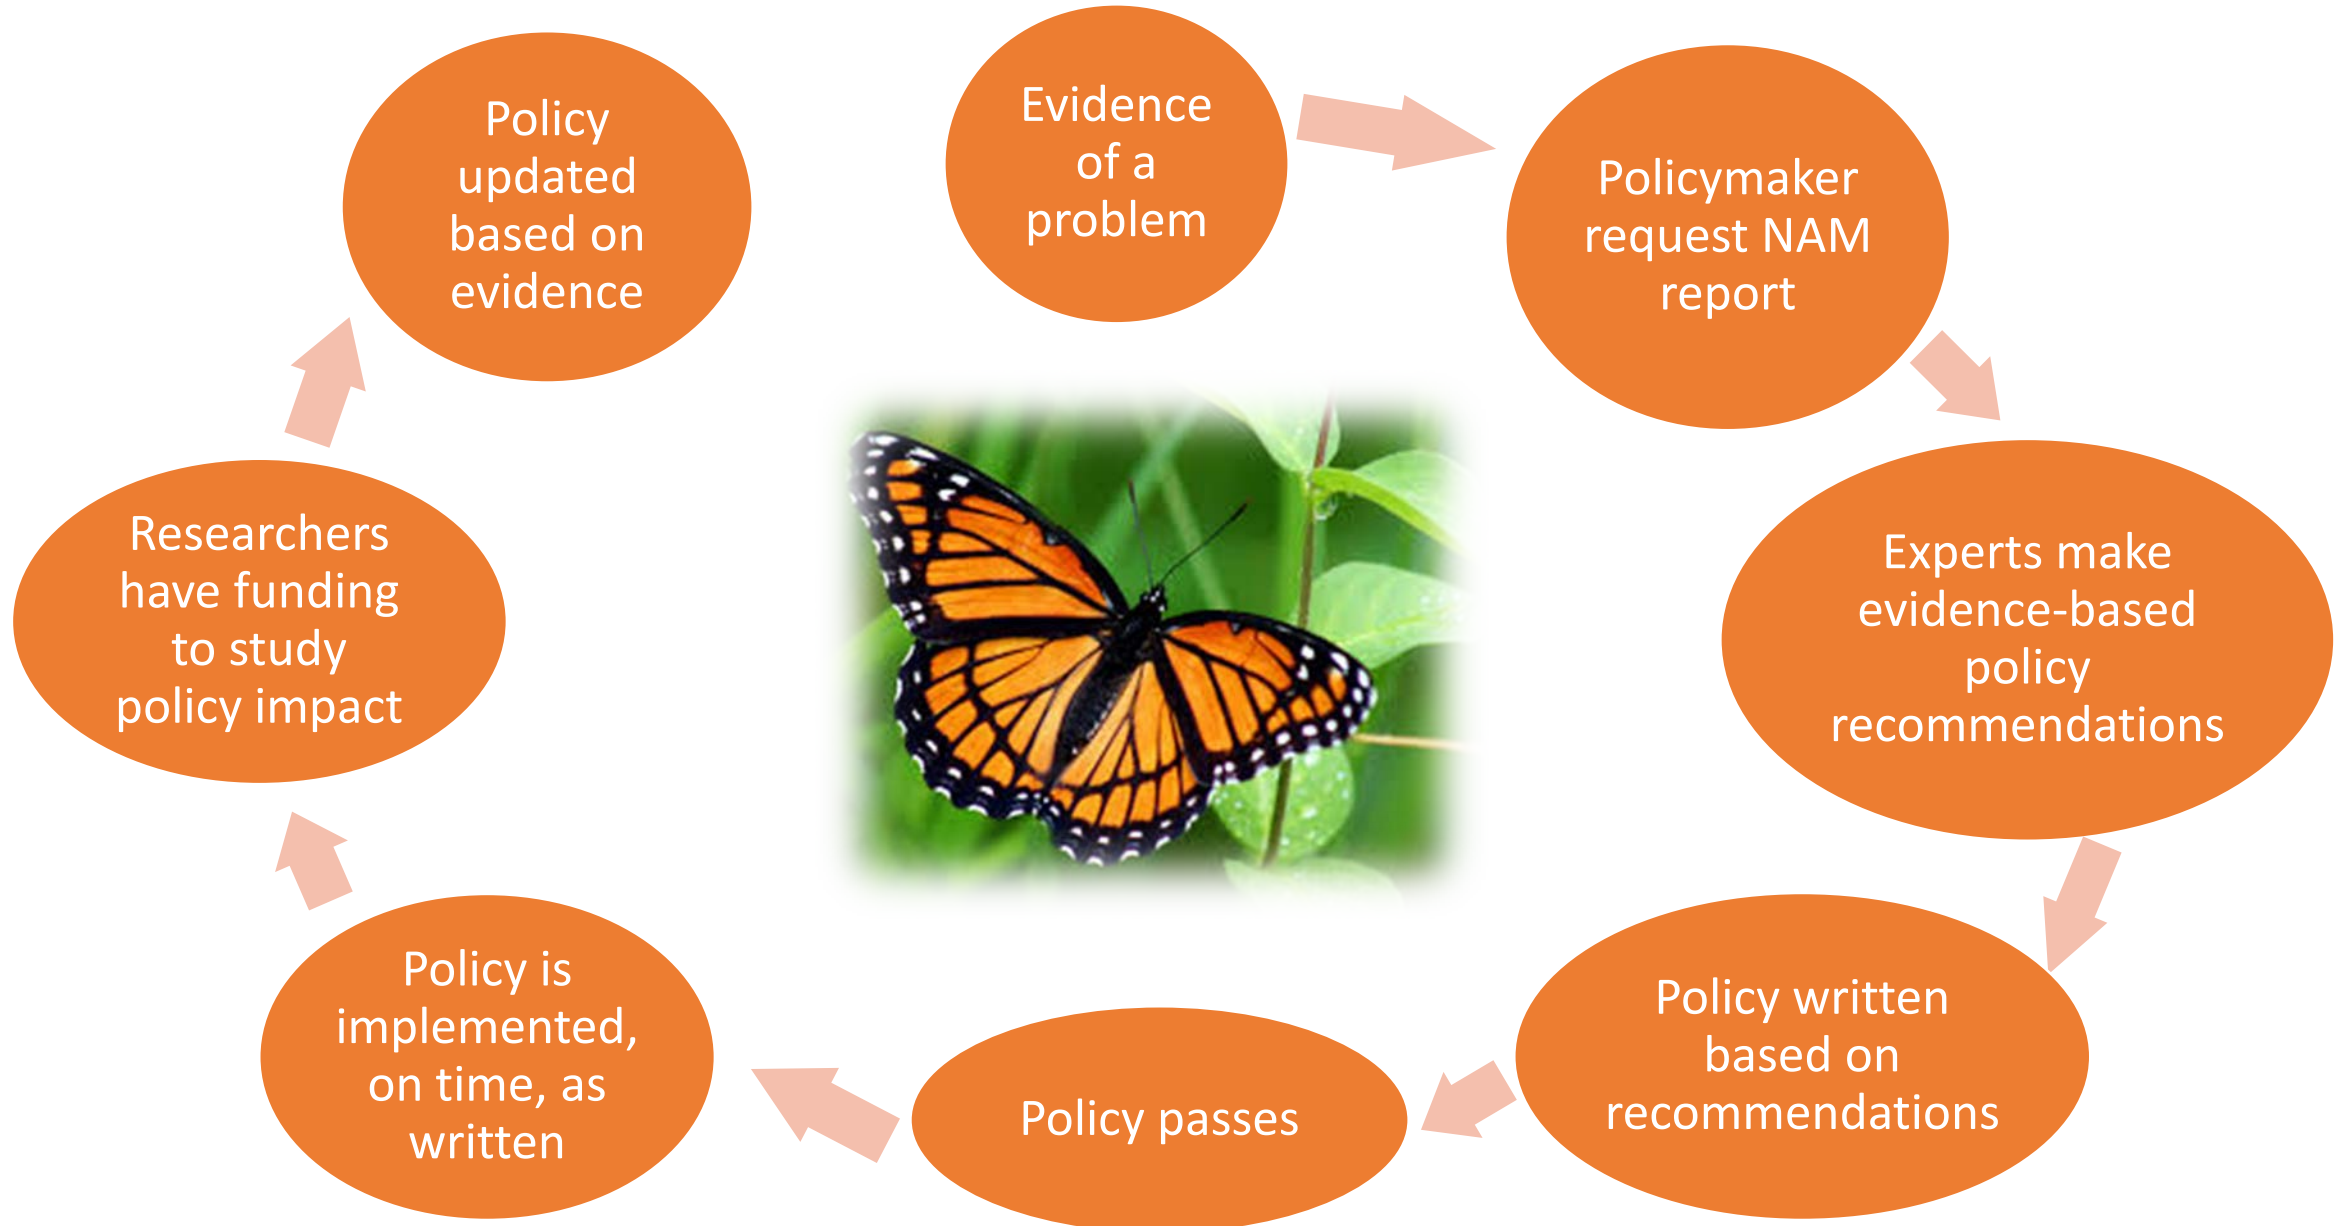 Evidence
of a
problem
Policymaker
request NAM
report
Experts make
evidence-based
policy
recommendations
Policy written
based on
recommendations
Policy passes
Policy is
implemented,
on time, as
written
Researchers
have funding
to study
policy impact
Policy
updated
based on
evidence